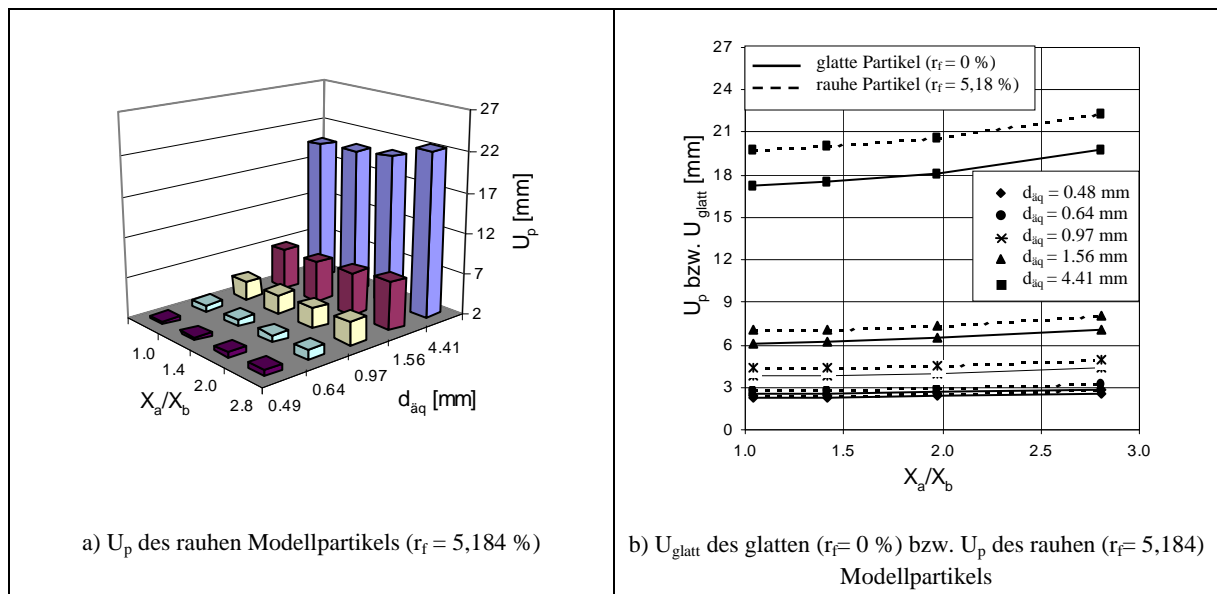 27
22
17
12
7
2
U_p [mm]
1.0
1.4
2.0
2.8
X_a/X_b
0.49
0.64
0.97
1.56
4.41
d_äq [mm]
a) U_p des rauhen Modellpartikels (r_f = 5,184 %)
27
24
21
18
15
12
9
6
3
0
U_p bzw. U_glatt [mm]
glatte Partikel (r_f = 0 %)
rauhe Partikel (r_f = 5,18 %)
d_äq = 0.48 mm
d_äq = 0.64 mm
d_äq = 0.97 mm
d_äq = 1.56 mm
d_äq = 4.41 mm
1.0 1.5 2.0 2.5 3.0
X_a/X_b
b) U_glatt des glatten (r_f= 0 %) bzw. U_p des rauhen (r_f= 5,184)
Modellpartikels